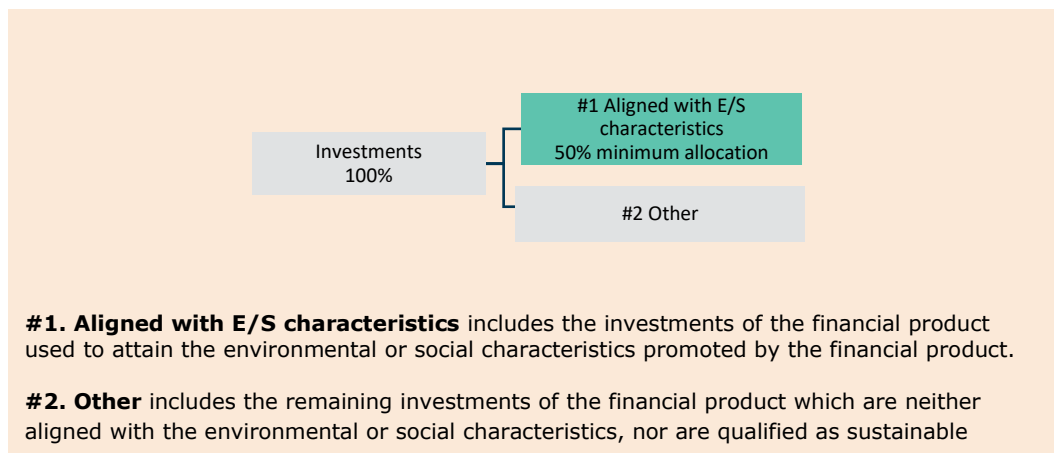 #1 Aligned with E/S
characteristics
50% minimum allocation
Investments
100%
#2 Other
#1. Aligned with E/S characteristics includes the investments of the financial product
used to attain the environmental or social characteristics promoted by the financial product.
#2. Other includes the remaining investments of the financial product which are neither
aligned with the environmental or social characteristics, nor are qualified as sustainable